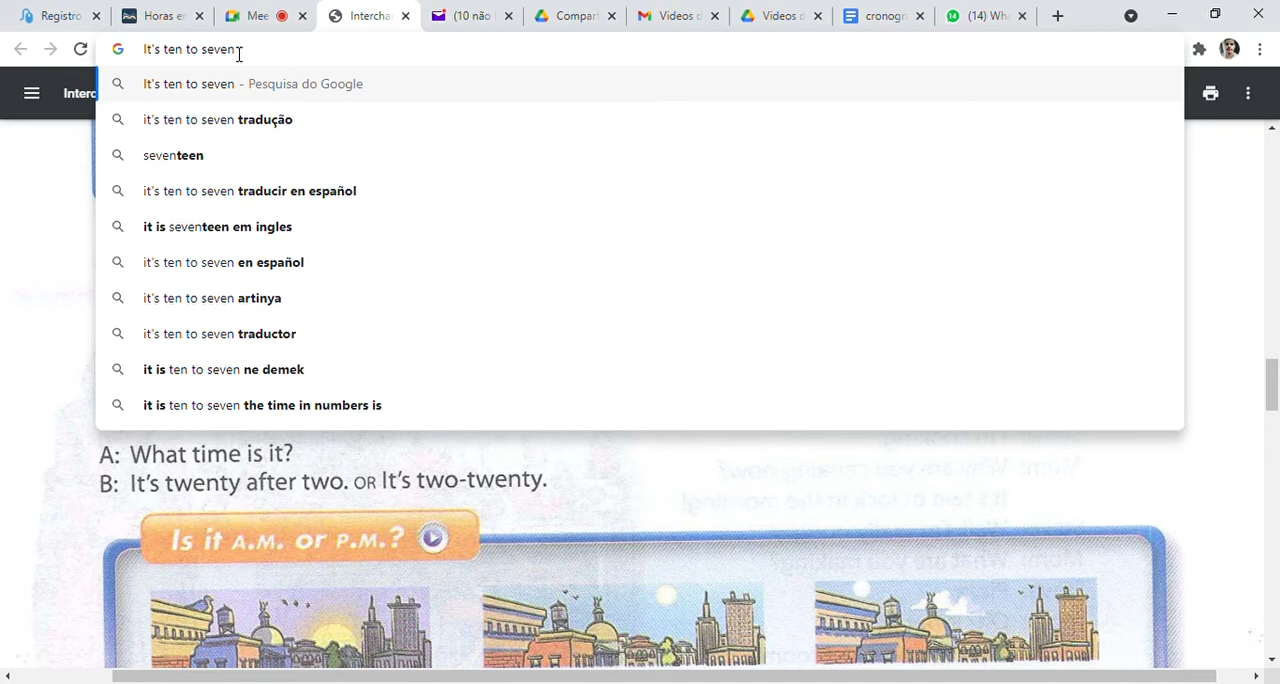 Registro
Horas e
Mee
Intercha
(10 não
Compart
Videos d
Videos d
cronogr
(14) Wh
It's ten to seven
Interc
It's ten to seven - Pesquisa do Google
it's ten to seven tradução
seventeen
it's ten to seven traducir en español
it is seventeen em ingles
it's ten to seven en español
it's ten to seven artinya
it's ten to seven traductor
it is ten to seven ne demek
it is ten to seven the time in numbers is
A: What time is it?
B: It's twenty after two. OR It's two-twenty.
Is it A.M. or P.M.?